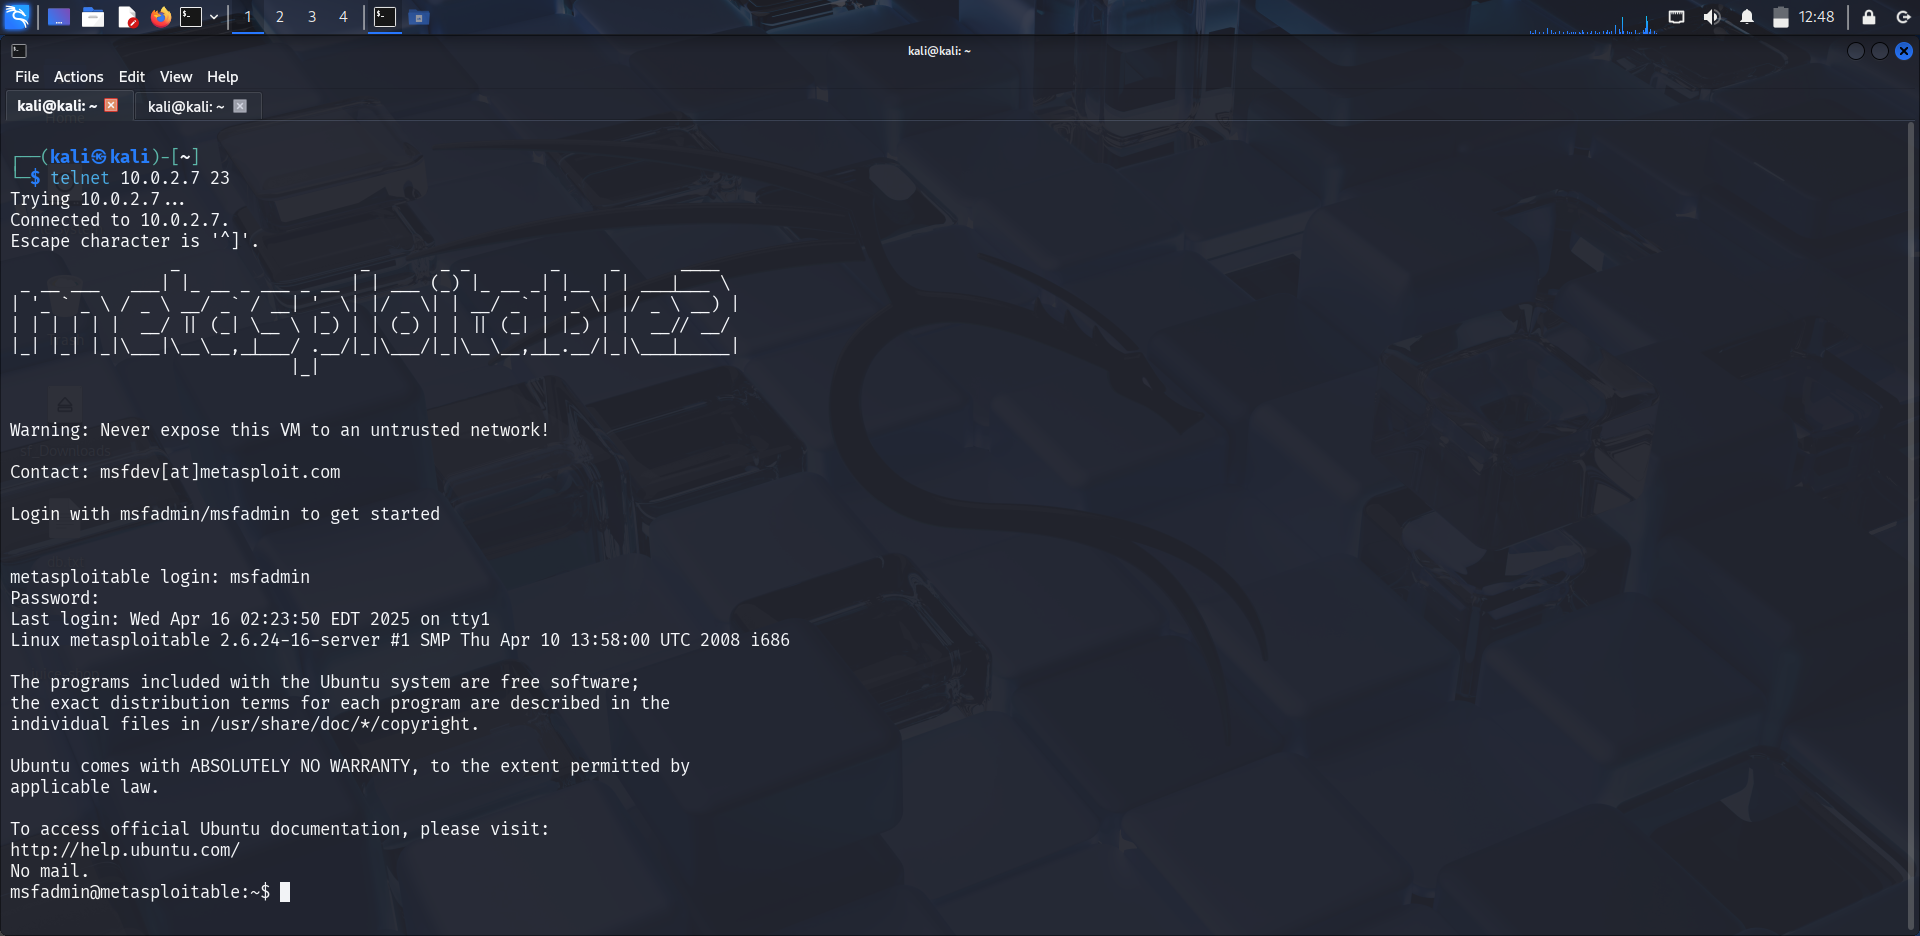 1 2 3 4 12:48
kali@kali: ~
File Actions Edit View Help
kali@kali: ~ kali@kali: ~
┌──(kali㉿kali)-[~]
└─$ telnet 10.0.2.7 23
Trying 10.0.2.7...
Connected to 10.0.2.7.
Escape character is '^]'.
metasploitable2
Warning: Never expose this VM to an untrusted network!
sf_Downloads
Contact: msfdev[at]metasploit.com
Login with msfadmin/msfadmin to get started
metasploitable login: msfadmin
Password:
Last login: Wed Apr 16 02:23:50 EDT 2025 on tty1
Linux metasploitable 2.6.24-16-server #1 SMP Thu Apr 10 13:58:00 UTC 2008 i686
The programs included with the Ubuntu system are free software;
the exact distribution terms for each program are described in the
individual files in /usr/share/doc/*/copyright.
Ubuntu comes with ABSOLUTELY NO WARRANTY, to the extent permitted by
applicable law.
To access official Ubuntu documentation, please visit:
http://help.ubuntu.com/
No mail.
msfadmin@metasploitable:~$